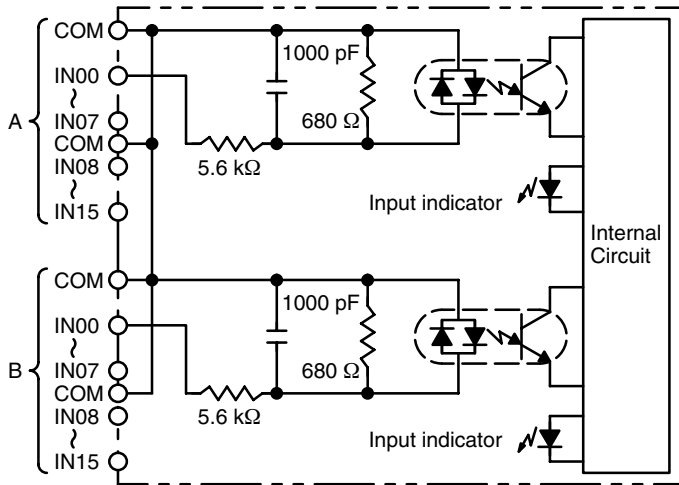 COM
1000 pF
IN00
A
IN07
680 Ω
COM
IN08
5.6 kΩ
Input indicator
IN15
Internal
Circuit
COM
1000 pF
IN00
B
IN07
680 Ω
COM
IN08
5.6 kΩ
Input indicator
IN15